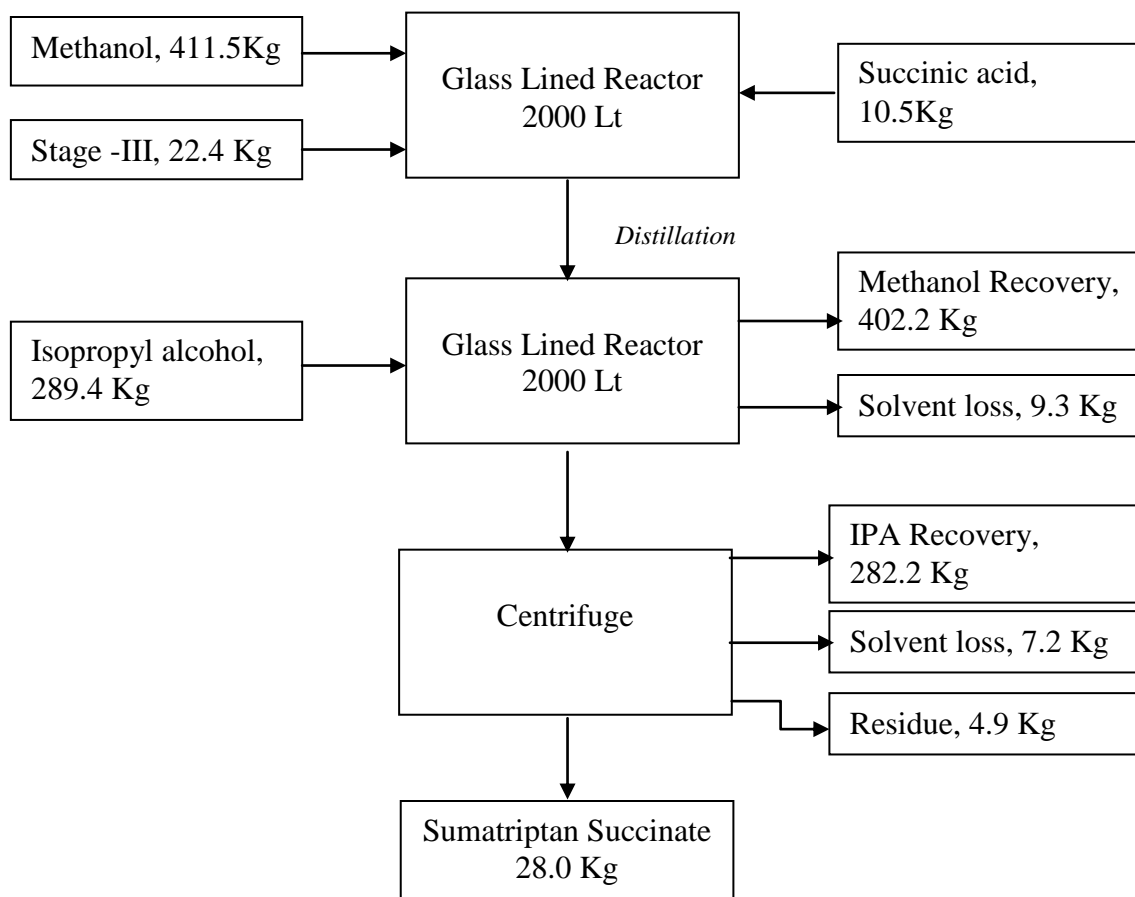 Methanol, 411.5Kg
Glass Lined Reactor
2000 Lt
Succinic acid,
10.5Kg
Stage -III, 22.4 Kg
Distillation
Methanol Recovery,
402.2 Kg
Isopropyl alcohol,
289.4 Kg
Glass Lined Reactor
2000 Lt
Solvent loss, 9.3 Kg
IPA Recovery,
282.2 Kg
Centrifuge
Solvent loss, 7.2 Kg
Residue, 4.9 Kg
Sumatriptan Succinate
28.0 Kg